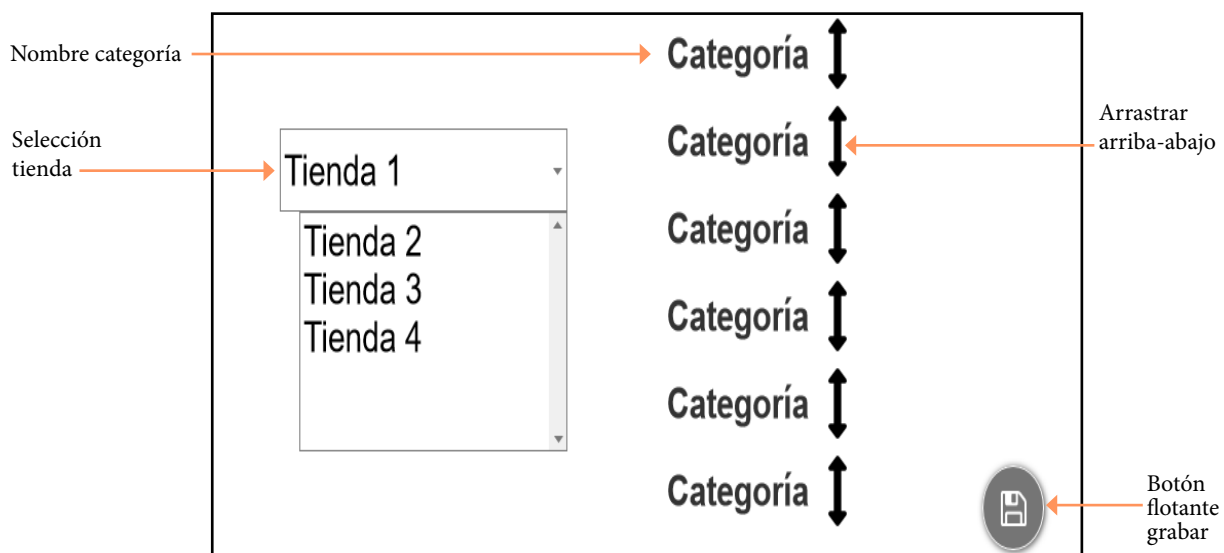 Nombre categoría
Selección
tienda
Tienda 1
Tienda 2
Tienda 3
Tienda 4
Categoría
Categoría
Categoría
Categoría
Categoría
Categoría
Arrastrar
arriba-abajo
Botón
flotante
grabar